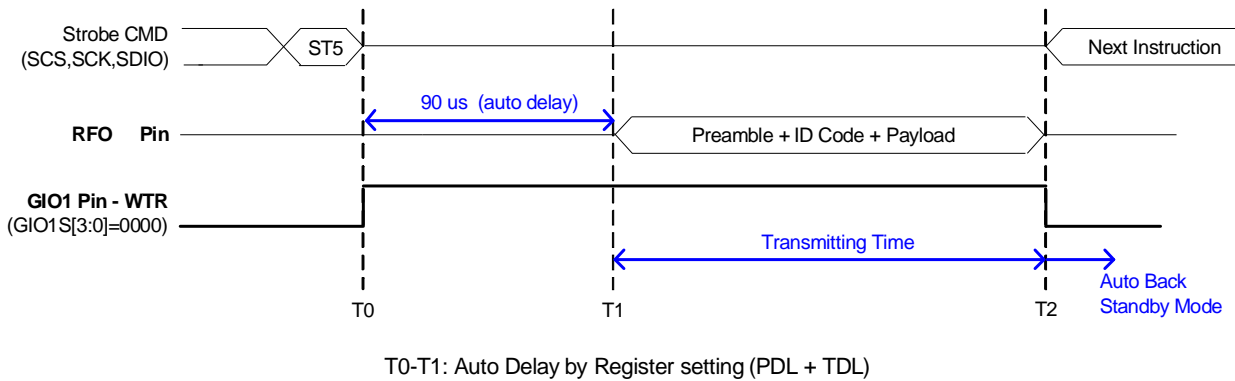 Strobe CMD
(SCS,SCK,SDIO)
ST5
Next Instruction
90 us (auto delay)
RFO Pin
Preamble + ID Code + Payload
GIO1 Pin - WTR
(GIO1S[3:0]=0000)
Transmitting Time
Auto Back
Standby Mode
T0
T1
T2
T0-T1: Auto Delay by Register setting (PDL + TDL)